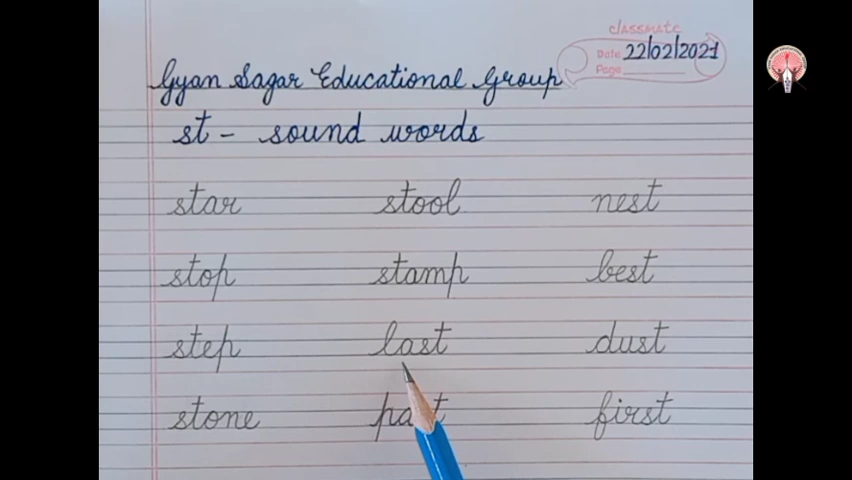 classmate
Date 22/02/2021
Page
Gyan Sagar Educational Group
st - sound words
star stool nest
stop stamp best
step last dust
stone first